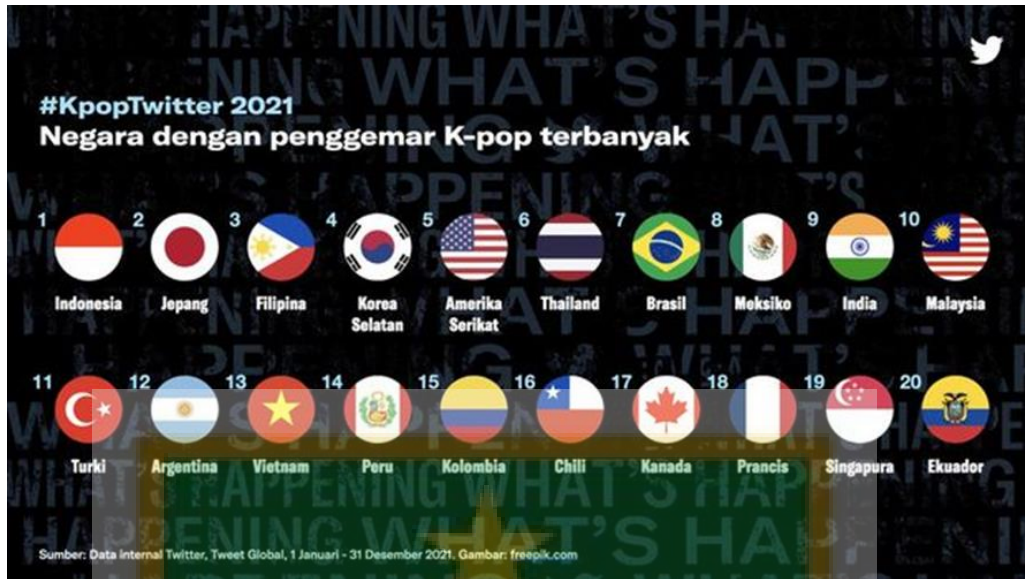 #KpopTwitter 2021
Negara dengan penggemar K-pop terbanyak
1 2 3 4 5 6 7 8 9 10
Indonesia Jepang Filipina Korea Selatan Amerika Serikat Thailand Brasil Meksiko India Malaysia
11 12 13 14 15 16 17 18 19 20
Turki Argentina Vietnam Peru Kolombia Chili Kanada Prancis Singapura Ekuador
Sumber: Data internal Twitter, Tweet Global, 1 Januari - 31 Desember 2021. Gambar: freepik.com